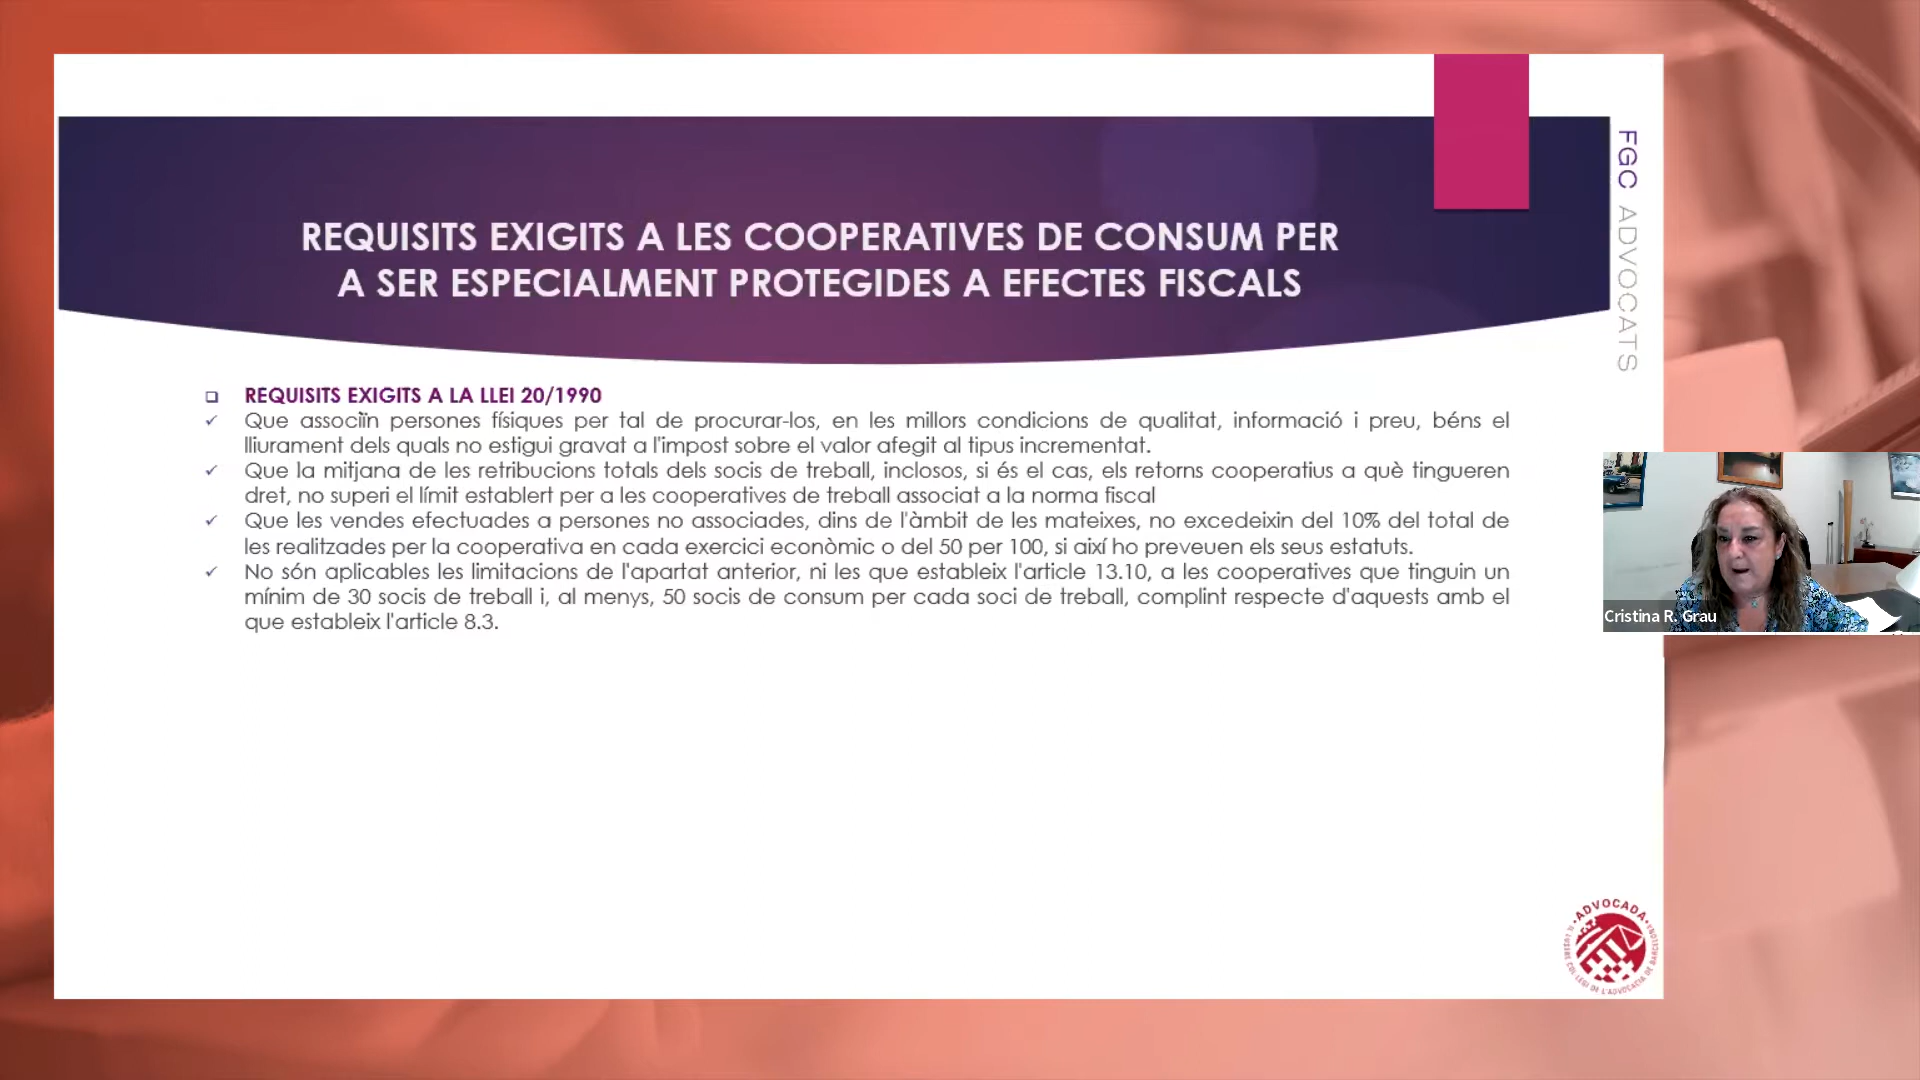 REQUISITS EXIGITS A LES COOPERATIVES DE CONSUM PER
A SER ESPECIALMENT PROTEGIDES A EFECTES FISCALS
FGC ADVOCATS
REQUISITS EXIGITS A LA LLEI 20/1990
Que associïn persones físiques per tal de procurar-los, en les millors condicions de qualitat, informació i preu, béns el
lliurament dels quals no estigui gravat a l'impost sobre el valor afegit al tipus incrementat.
Que la mitjana de les retribucions totals dels socis de treball, inclosos, si és el cas, els retorns cooperatius a què tingueren
dret, no superi el límit establert per a les cooperatives de treball associat a la norma fiscal
Que les vendes efectuades a persones no associades, dins de l'àmbit de les mateixes, no excedeixin del 10% del total de
les realitzades per la cooperativa en cada exercici econòmic o del 50 per 100, si així ho preveuen els seus estatuts.
No són aplicables les limitacions de l'apartat anterior, ni les que estableix l'article 13.10, a les cooperatives que tinguin un
mínim de 30 socis de treball i, al menys, 50 socis de consum per cada soci de treball, complint respecte d'aquests amb el
que estableix l'article 8.3.
Cristina R. Grau
ADVOCADA
IL·LUSTRE COL·LEGI DE L'ADVOCACIA DE BARCELONA